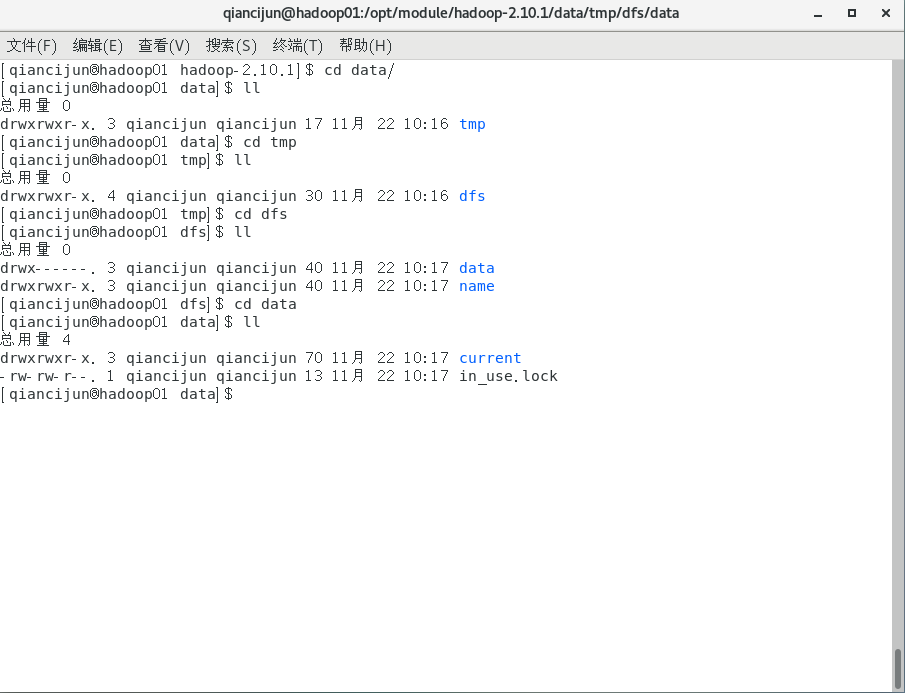 qiancijun@hadoop01:/opt/module/hadoop-2.10.1/data/tmp/dfs/data
文件(F) 编辑(E) 查看(V) 搜索(S) 终端(T) 帮助(H)
[qiancijun@hadoop01 hadoop-2.10.1]$ cd data/
[qiancijun@hadoop01 data]$ ll
总用量 0
drwxrwxr-x. 3 qiancijun qiancijun 17 11月 22 10:16 tmp
[qiancijun@hadoop01 data]$ cd tmp
[qiancijun@hadoop01 tmp]$ ll
总用量 0
drwxrwxr-x. 4 qiancijun qiancijun 30 11月 22 10:16 dfs
[qiancijun@hadoop01 tmp]$ cd dfs
[qiancijun@hadoop01 dfs]$ ll
总用量 0
drwx------. 3 qiancijun qiancijun 40 11月 22 10:17 data
drwxrwxr-x. 3 qiancijun qiancijun 40 11月 22 10:17 name
[qiancijun@hadoop01 dfs]$ cd data
[qiancijun@hadoop01 data]$ ll
总用量 4
drwxrwxr-x. 3 qiancijun qiancijun 70 11月 22 10:17 current
-rw-rw-r--. 1 qiancijun qiancijun 13 11月 22 10:17 in_use.lock
[qiancijun@hadoop01 data]$